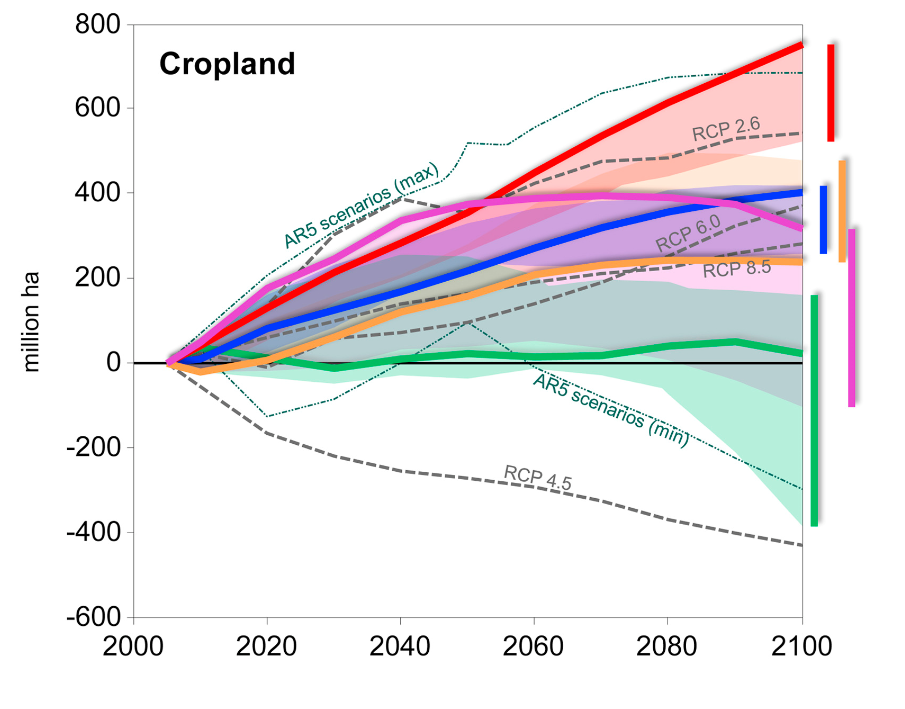 800
Cropland
600
400
200
0
-200
-400
-600
million ha
2000
2020
2040
2060
2080
2100
AR5 scenarios (max)
RCP 2.6
RCP 6.0
RCP 8.5
AR5 scenarios (min)
RCP 4.5